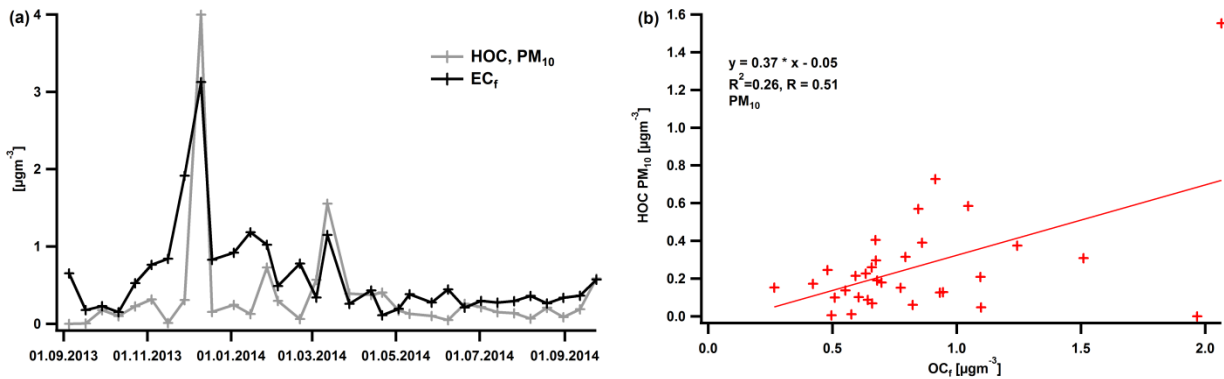 (a)
4
3
2
1
0
[µgm⁻³]
HOC, PM₁₀
EC_f
01.09.2013 01.11.2013 01.01.2014 01.03.2014 01.05.2014 01.07.2014 01.09.2014
(b)
1.6
1.4
1.2
1.0
0.8
0.6
0.4
0.2
0.0
HOC PM₁₀ [µgm⁻³]
y = 0.37 * x - 0.05
R²=0.26, R = 0.51
PM₁₀
0.0 0.5 1.0 1.5 2.0
OC_f [µgm⁻³]